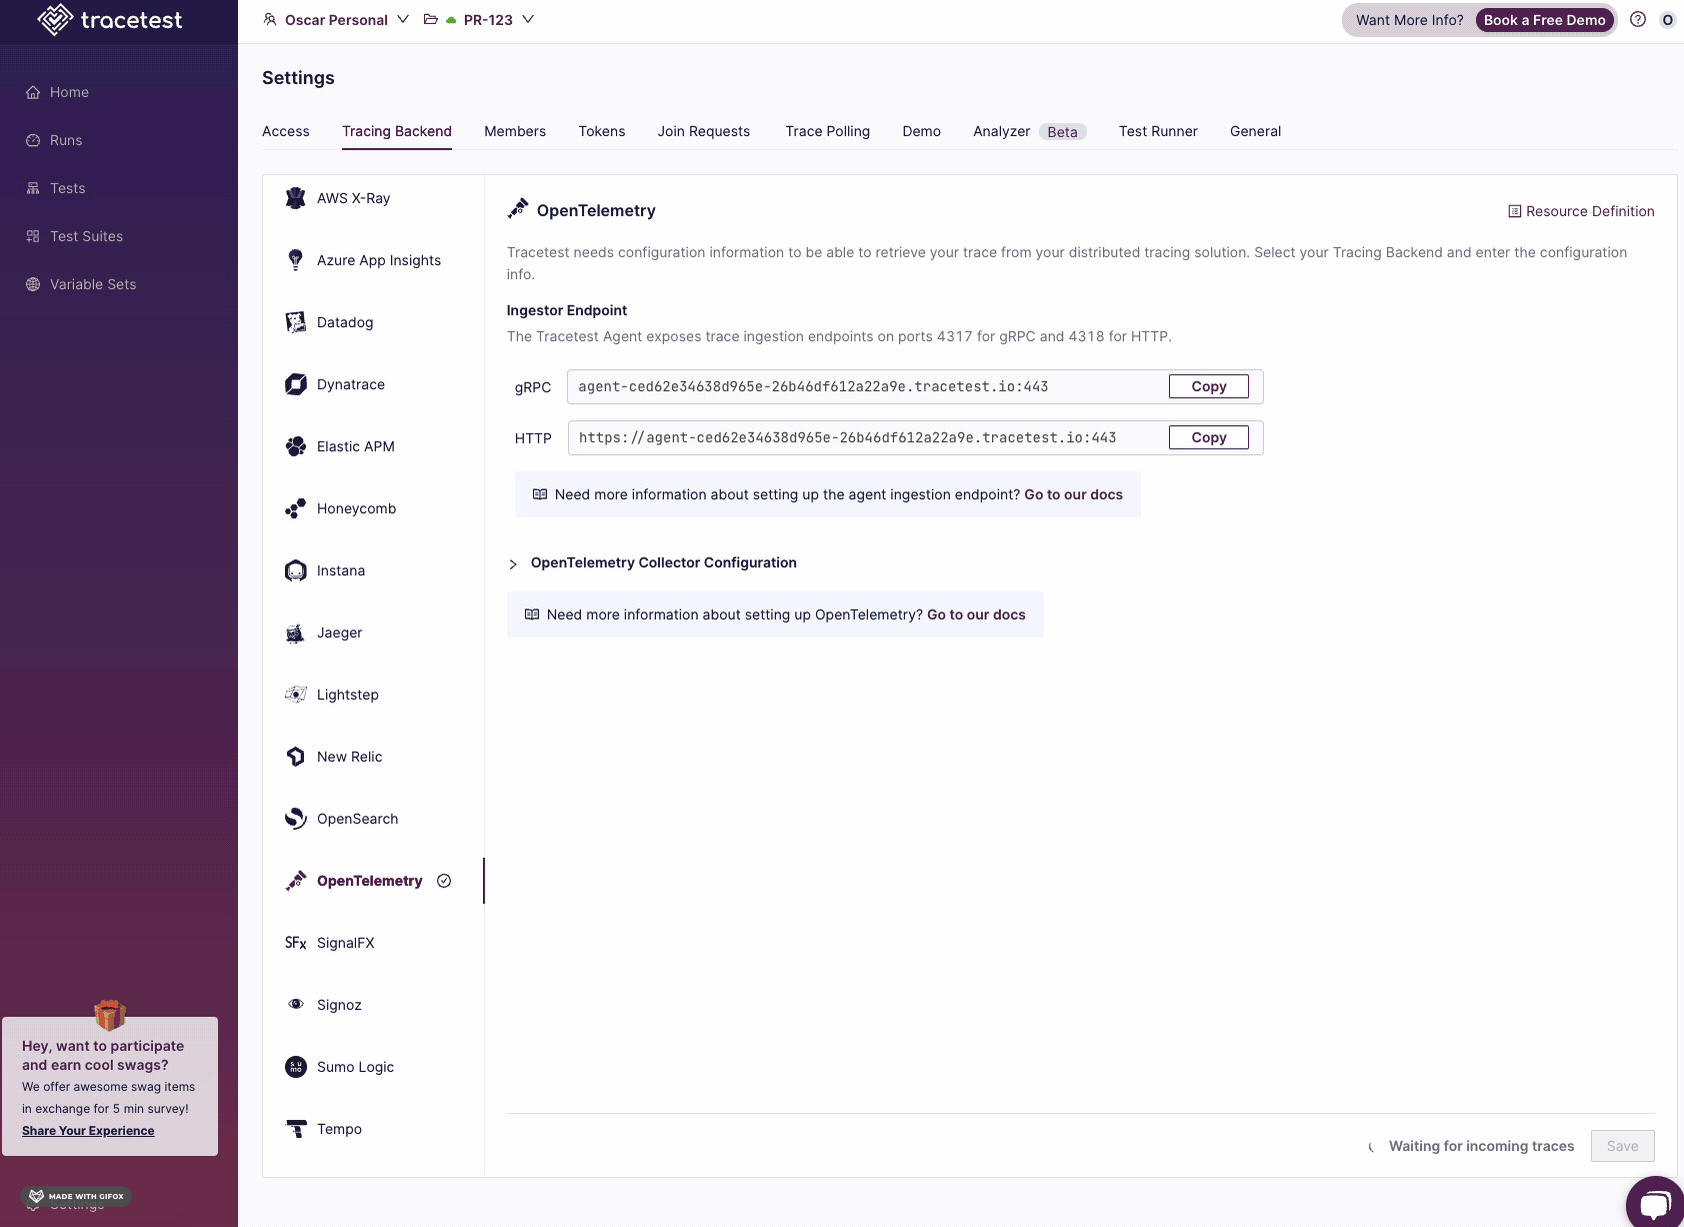 tracetest
Oscar Personal
PR-123
Want More Info?
Book a Free Demo
O
Home
Runs
Tests
Test Suites
Variable Sets
Settings
Access
Tracing Backend
Members
Tokens
Join Requests
Trace Polling
Demo
Analyzer
Beta
Test Runner
General
AWS X-Ray
Azure App Insights
Datadog
Dynatrace
Elastic APM
Honeycomb
Instana
Jaeger
Lightstep
New Relic
OpenSearch
OpenTelemetry
SFx
SignalFX
Signoz
su
mo
Sumo Logic
Tempo
OpenTelemetry
Resource Definition
Tracetest needs configuration information to be able to retrieve your trace from your distributed tracing solution. Select your Tracing Backend and enter the configuration
info.
Ingestor Endpoint
The Tracetest Agent exposes trace ingestion endpoints on ports 4317 for gRPC and 4318 for HTTP.
gRPC
agent-ced62e34638d965e-26b46df612a22a9e.tracetest.io:443
Copy
HTTP
https://agent-ced62e34638d965e-26b46df612a22a9e.tracetest.io:443
Copy
Need more information about setting up the agent ingestion endpoint? Go to our docs
OpenTelemetry Collector Configuration
Need more information about setting up OpenTelemetry? Go to our docs
Waiting for incoming traces
Save
Hey, want to participate
and earn cool swags?
We offer awesome swag items
in exchange for 5 min survey!
Share Your Experience
MADE WITH GIFOX
Settings